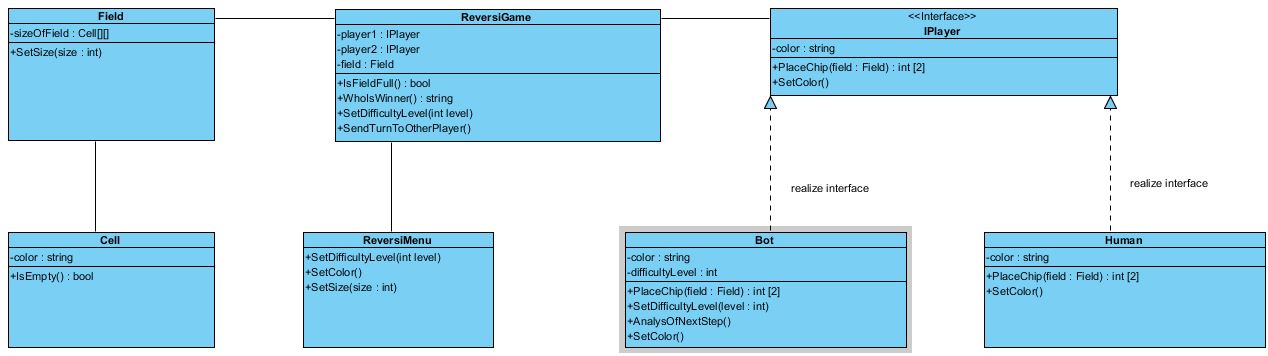 Field
-sizeOfField : Cell[][]
+SetSize(size : int)
ReversiGame
-player1 : IPlayer
-player2 : IPlayer
-field : Field
+IsFieldFull() : bool
+WhoIsWinner() : string
+SetDifficultyLevel(int level)
+SendTurnToOtherPlayer()
<<Interface>>
IPlayer
-color : string
+PlaceChip(field : Field) : int [2]
+SetColor()
realize interface
realize interface
Cell
-color : string
+IsEmpty() : bool
ReversiMenu
+SetDifficultyLevel(int level)
+SetColor()
+SetSize(size : int)
Bot
-color : string
-difficultyLevel : int
+PlaceChip(field : Field) : int [2]
+SetDifficultyLevel(level : int)
+AnalysOfNextStep()
+SetColor()
Human
-color : string
+PlaceChip(field : Field) : int [2]
+SetColor()